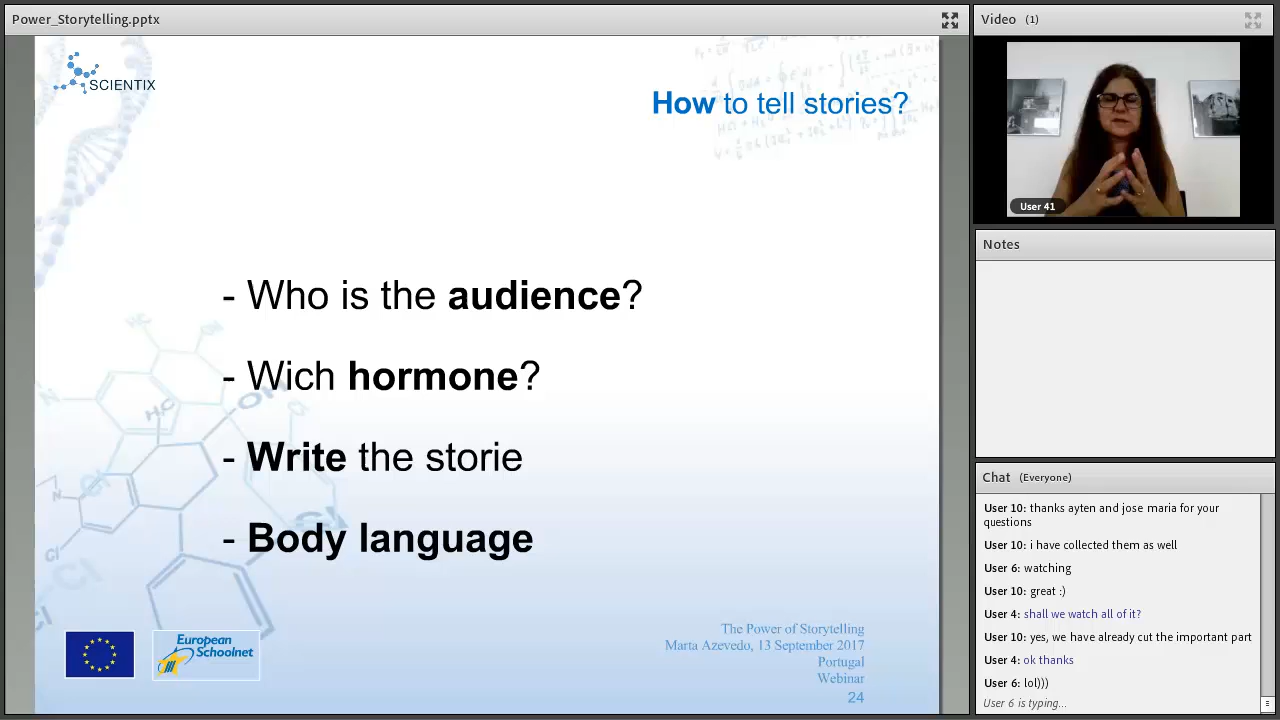 Power_Storytelling.pptx
SCIENTIX
How to tell stories?
- Who is the audience?
- Wich hormone?
- Write the storie
- Body language
European
Schoolnet
The Power of Storytelling
Marta Azevedo, 13 September 2017
Portugal
Webinar
24
Video (1)
User 41
Notes
Chat (Everyone)
User 10: thanks ayten and jose maria for your
questions
User 10: i have collected them as well
User 6: watching
User 10: great :)
User 4: shall we watch all of it?
User 10: yes, we have already cut the important part
User 4: ok thanks
User 6: lol)))
User 6 is typing...